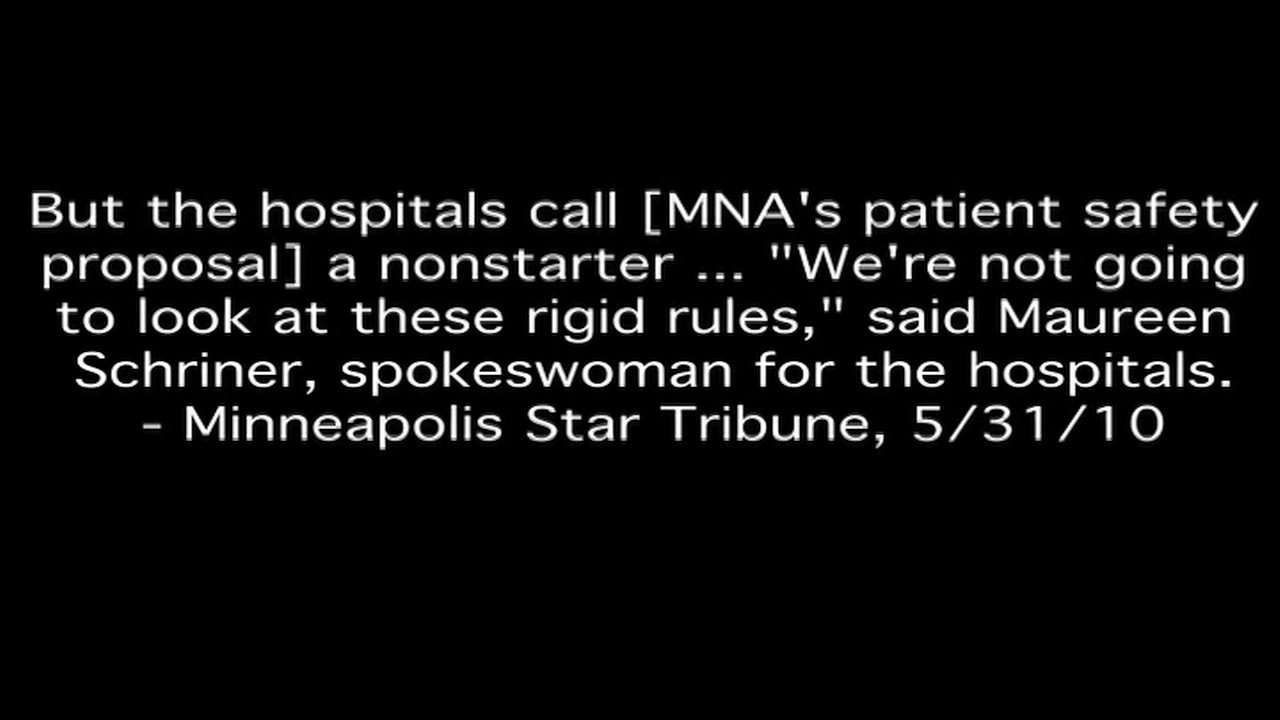 But the hospitals call [MNA's patient safety
proposal] a nonstarter ... "We're not going
to look at these rigid rules," said Maureen
Schriner, spokeswoman for the hospitals.
- Minneapolis Star Tribune, 5/31/10